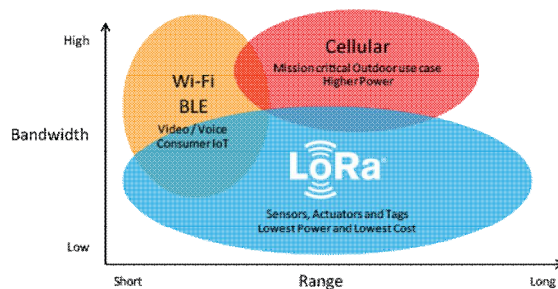 High
Cellular
Mission critical Outdoor use case
Higher Power
Wi-Fi
BLE
Video / Voice
Consumer IoT
Bandwidth
LoRa
Sensors, Actuators and Tags
Lowest Power and Lowest Cost
Low
Short
Range
Long